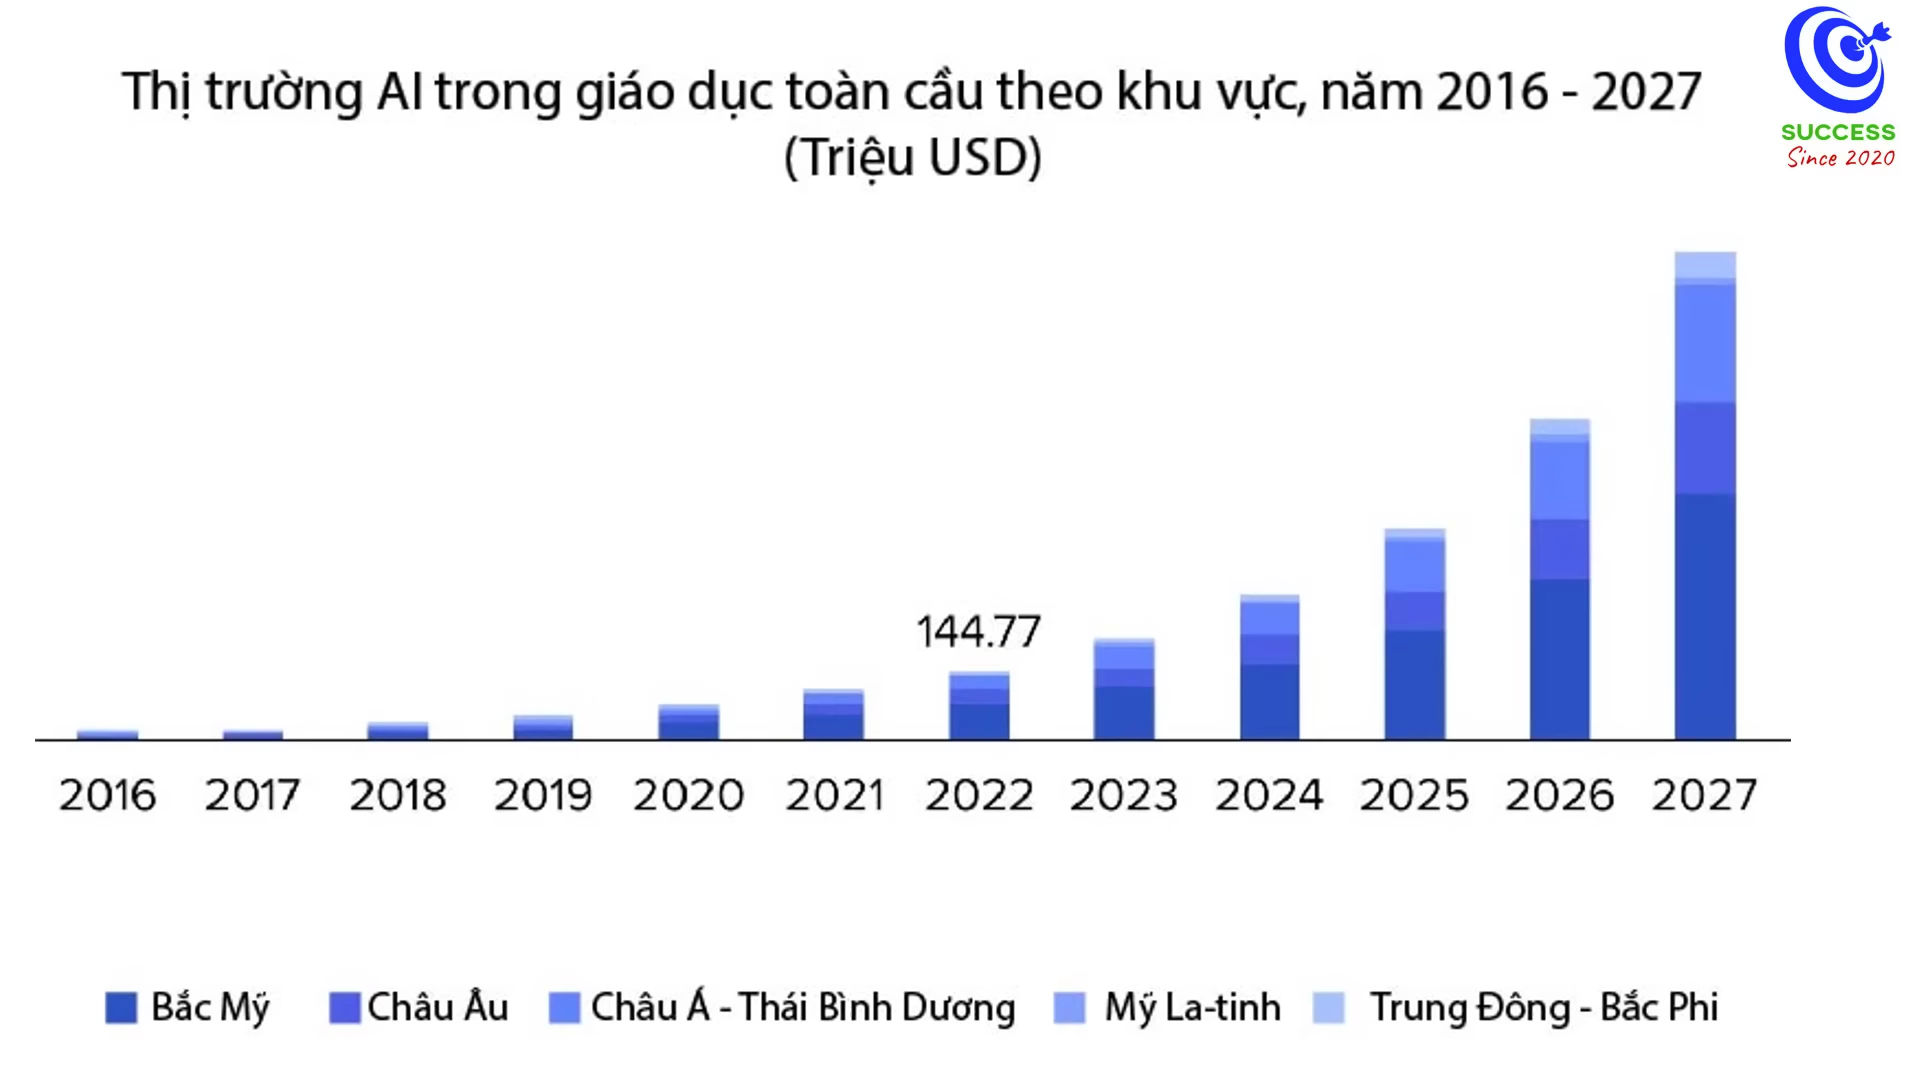 Thị trường AI trong giáo dục toàn cầu theo khu vực, năm 2016 - 2027
(Triệu USD)
SUCCESS
Since 2020
144.77
2016 2017 2018 2019 2020 2021 2022 2023 2024 2025 2026 2027
Bắc Mỹ Châu Âu Châu Á - Thái Bình Dương Mỹ La-tinh Trung Đông - Bắc Phi